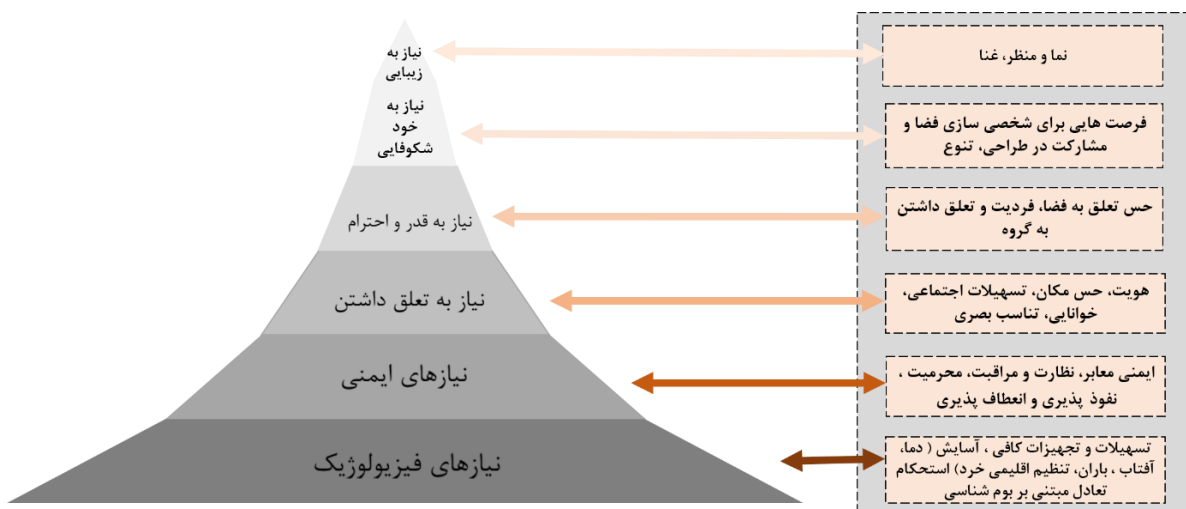 نیاز به
زیبایی
نما و منظر، غنا
نیاز به
خود
شکوفایی
فرصت هایی برای شخصی سازی فضا و
مشارکت در طراحی، تنوع
نیاز به قدر و احترام
حس تعلق به فضا، فردیت و تعلق داشتن
به گروه
نیاز به تعلق داشتن
هویت، حس مکان، تسهیلات اجتماعی،
خوانایی، تناسب بصری
نیازهای ایمنی
ایمنی معابر، نظارت و مراقبت، محرمیت ،
نفوذ پذیری و انعطاف پذیری
نیازهای فیزیولوژیک
تسهیلات و تجهیزات کافی ، آسایش ( دما،
آفتاب ، باران، تنظیم اقلیمی خرد) استحکام
تعادل مبتنی بر بوم شناسی